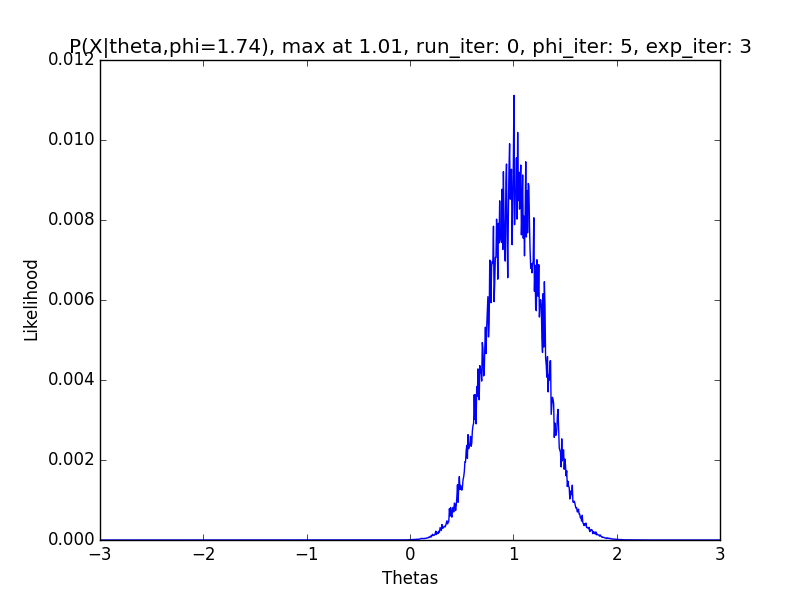 P(X|theta,phi=1.74), max at 1.01, run_iter: 0, phi_iter: 5, exp_iter: 3
0.012
0.010
0.008
0.006
0.004
0.002
0.000
Likelihood
−3 −2 −1 0 1 2 3
Thetas